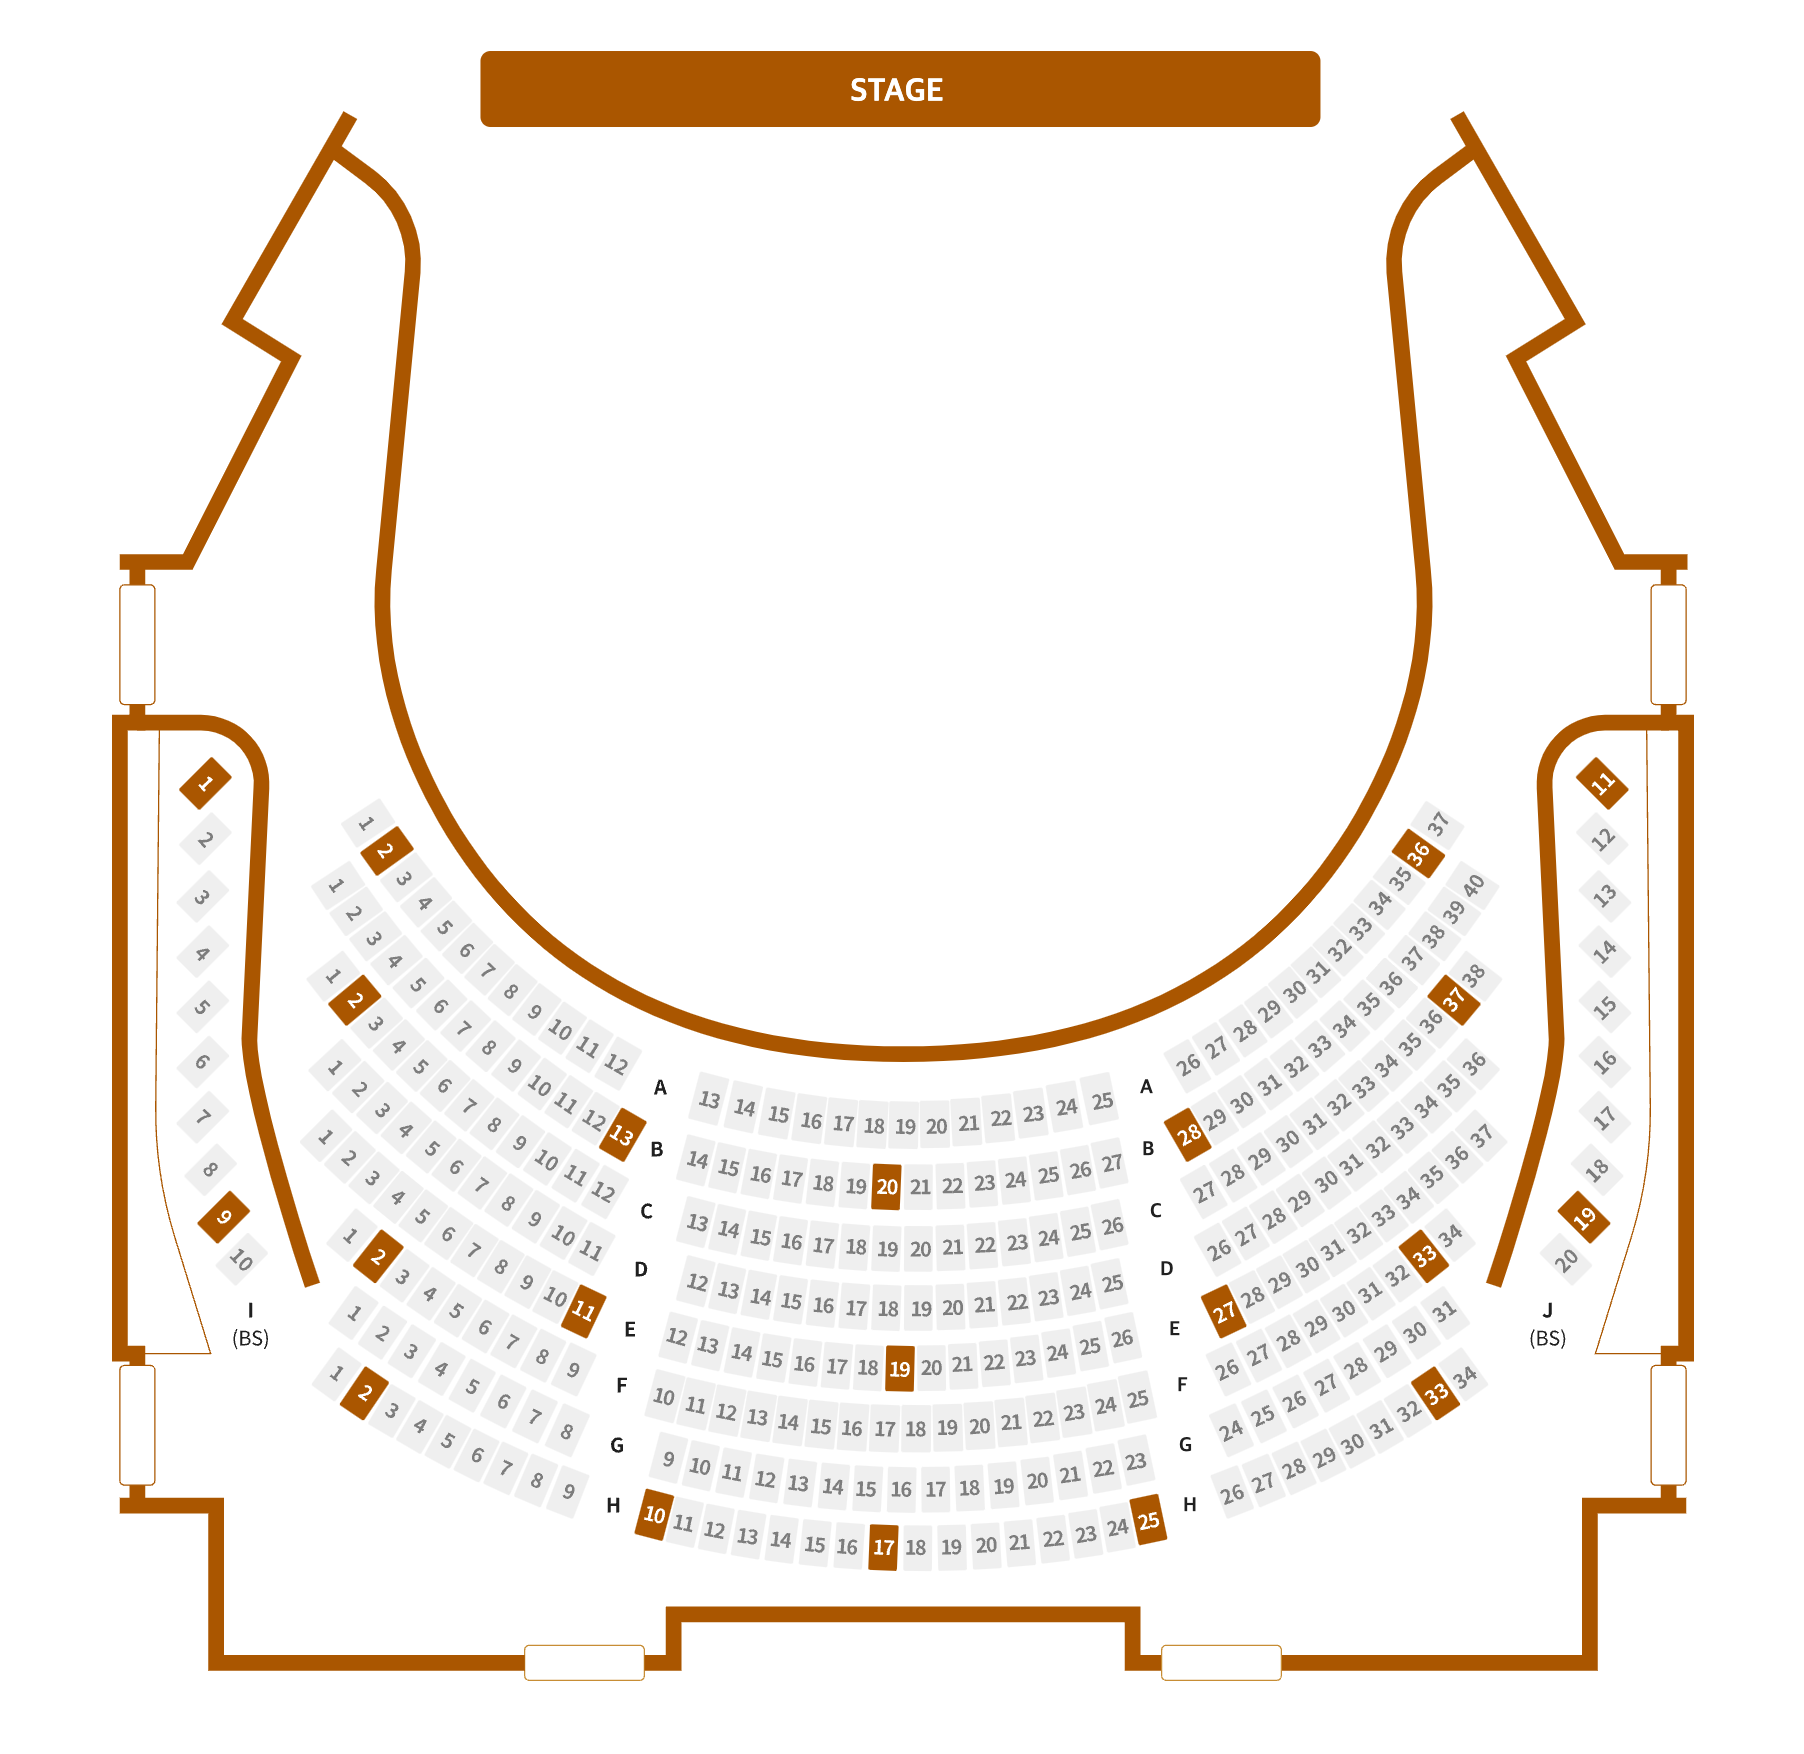 STAGE
1 2 3 4 5 6 7 8 9 10 11 12 A 13 14 15 16 17 18 19 20 21 22 23 24 25 A 26 27 28 29 30 31 32 33 34 35 36 37
1 2 3 4 5 6 7 8 9 10 11 12 13 B 14 15 16 17 18 19 20 21 22 23 24 25 26 27 B 28 29 30 31 32 33 34 35 36 37 38 39 40
1 2 3 4 5 6 7 8 9 10 11 12 C 13 14 15 16 17 18 19 20 21 22 23 24 25 26 C 27 28 29 30 31 32 33 34 35 36 37 38
1 2 3 4 5 6 7 8 9 10 11 D 12 13 14 15 16 17 18 19 20 21 22 23 24 25 D 26 27 28 29 30 31 32 33 34 35 36
1 2 3 4 5 6 7 8 9 10 11 E 12 13 14 15 16 17 18 19 20 21 22 23 24 25 26 E 27 28 29 30 31 32 33 34 35 36 37
1 2 3 4 5 6 7 8 9 F 10 11 12 13 14 15 16 17 18 19 20 21 22 23 24 25 F 26 27 28 29 30 31 32 33 34
1 2 3 4 5 6 7 8 G 9 10 11 12 13 14 15 16 17 18 19 20 21 22 23 G 24 25 26 27 28 29 30 31
1 2 3 4 5 6 7 8 9 H 10 11 12 13 14 15 16 17 18 19 20 21 22 23 24 25 H 26 27 28 29 30 31 32 33 34
1
2
3
4
5
6
7
8
9
10
I
(BS)
11
12
13
14
15
16
17
18
19
20
J
(BS)